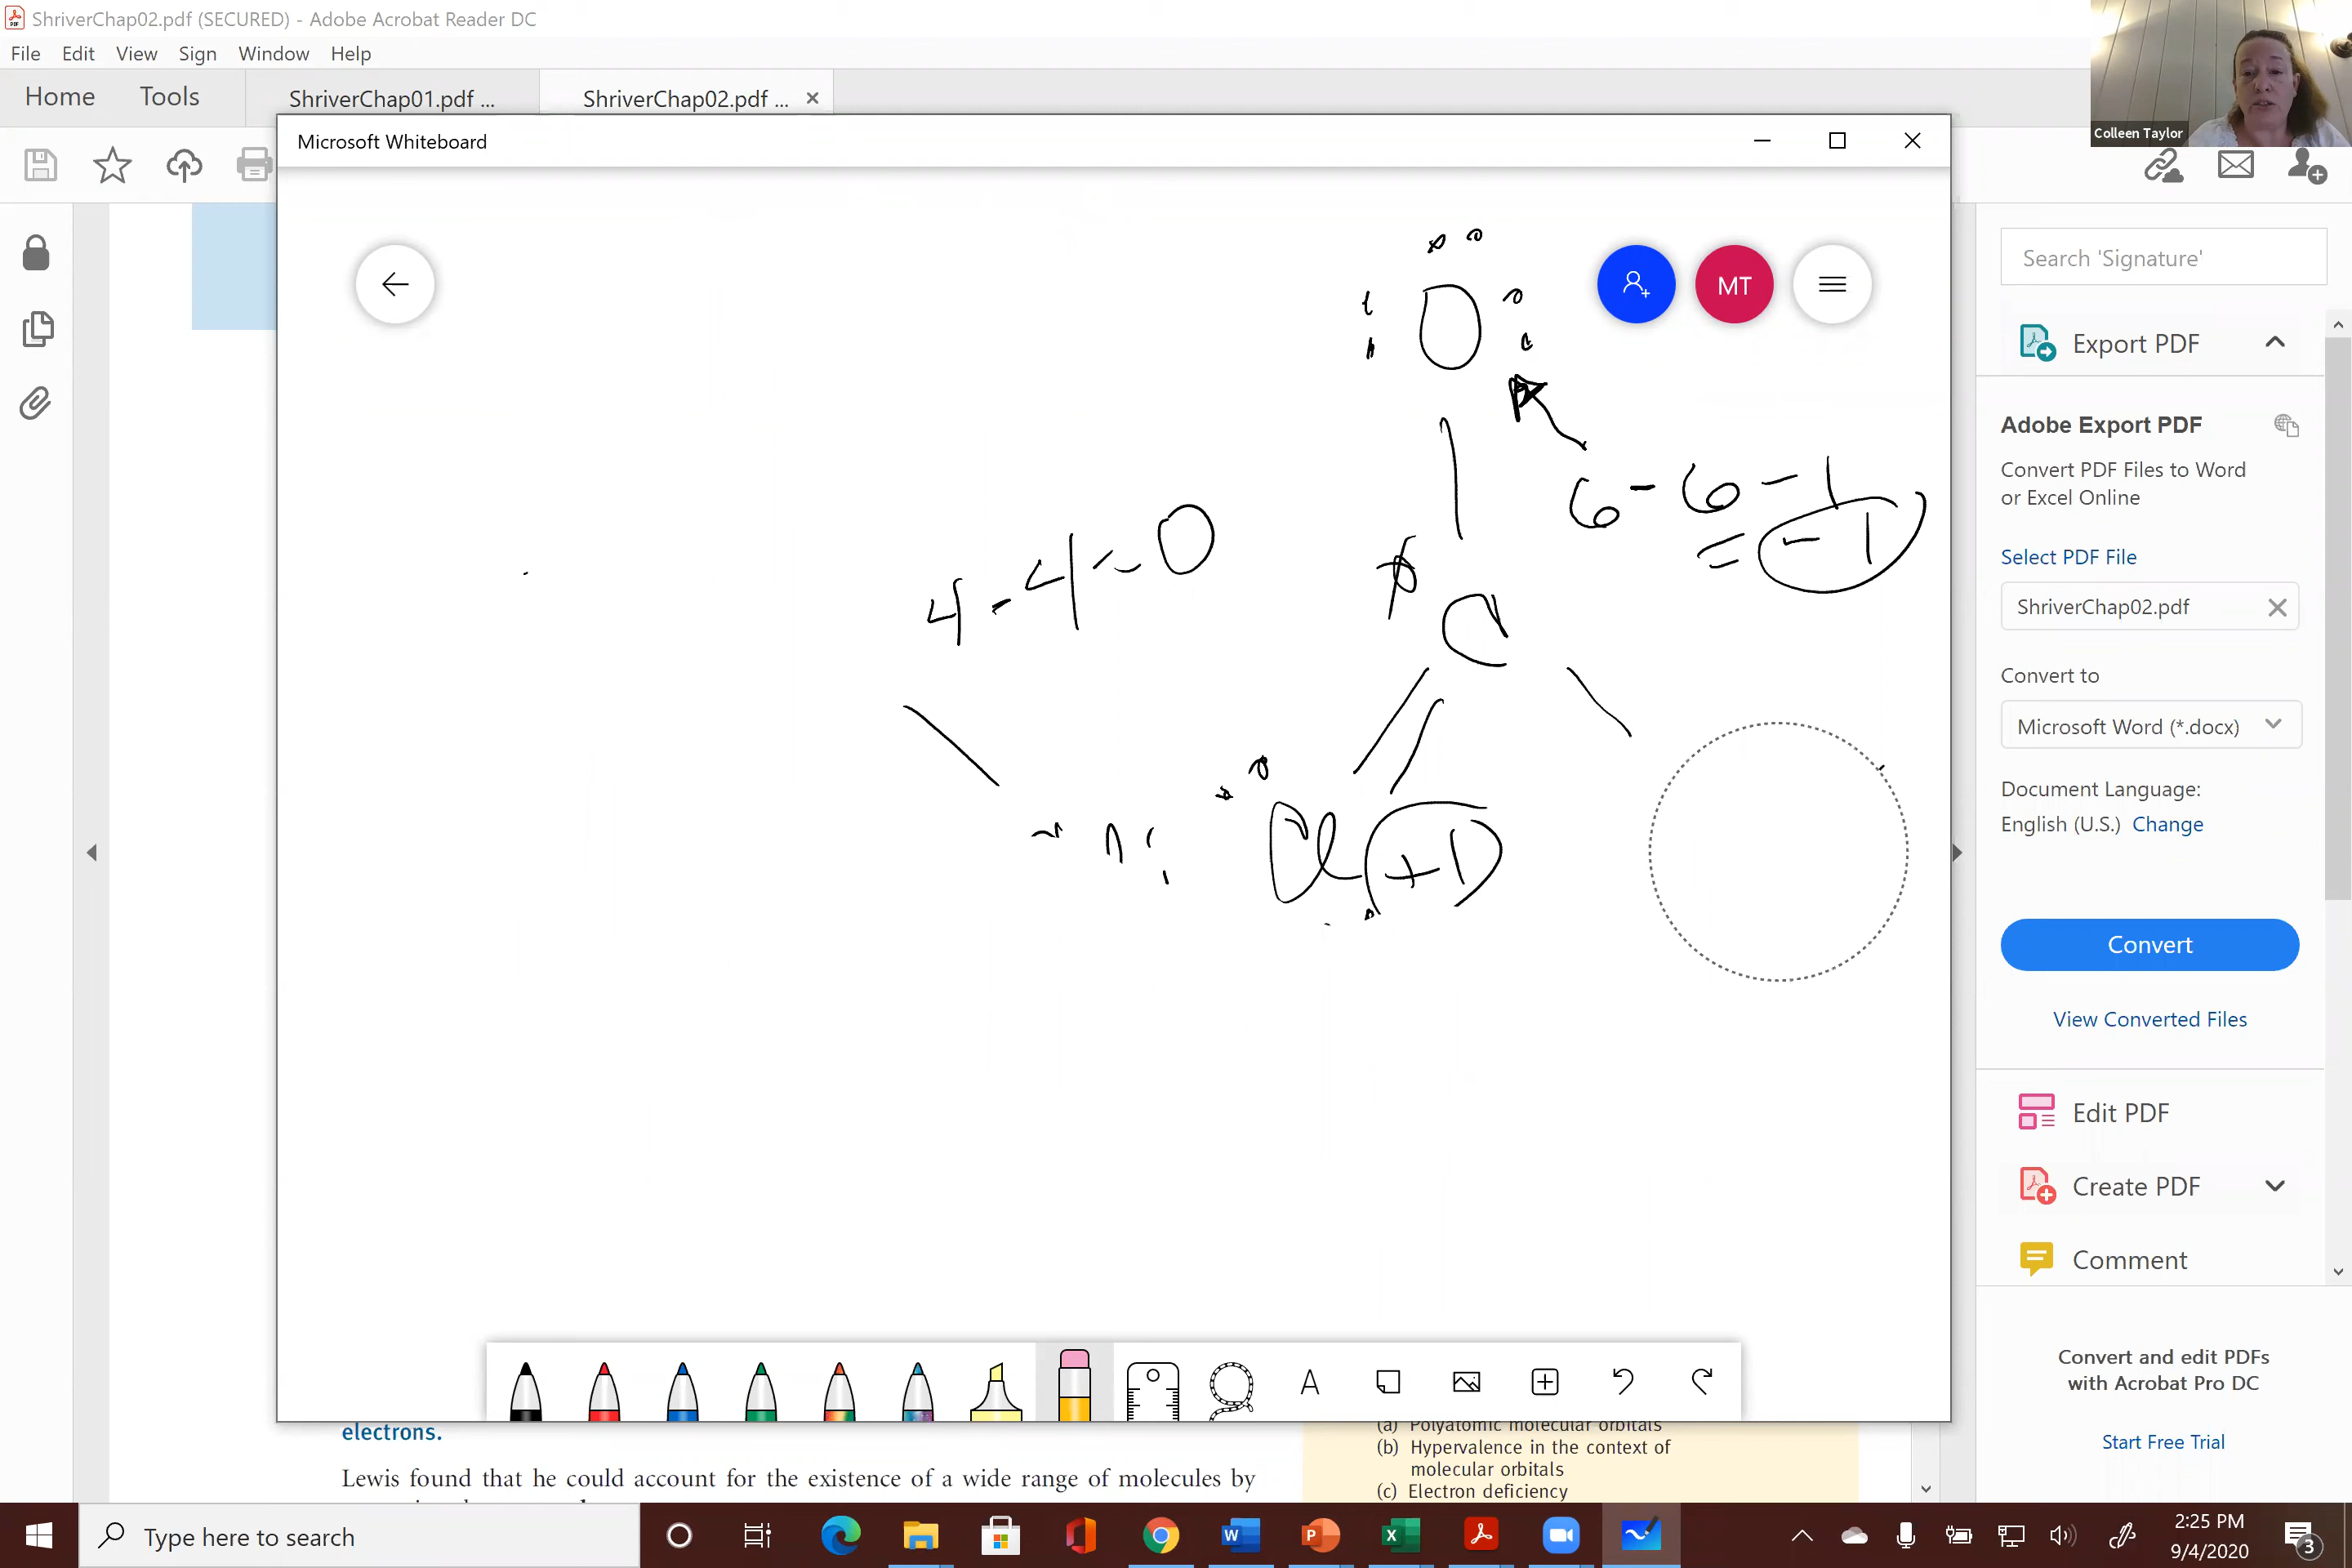 ShriverChap02.pdf (SECURED) - Adobe Acrobat Reader DC
File Edit View Sign Window Help
Home Tools ShriverChap01.pdf ... ShriverChap02.pdf ...
Colleen Taylor
Microsoft Whiteboard
MT
O
6 - 6 - 1
= -1
4 - 4 = 0
C
Cl +1
Search 'Signature'
Export PDF
Adobe Export PDF
Convert PDF Files to Word
or Excel Online
Select PDF File
ShriverChap02.pdf
Convert to
Microsoft Word (*.docx)
Document Language:
English (U.S.) Change
Convert
View Converted Files
Edit PDF
Create PDF
Comment
Convert and edit PDFs
with Acrobat Pro DC
Start Free Trial
electrons.
Lewis found that he could account for the existence of a wide range of molecules by
(a) Polyatomic molecular orbitals
(b) Hypervalence in the context of
molecular orbitals
(c) Electron deficiency
Type here to search
2:25 PM
9/4/2020
3